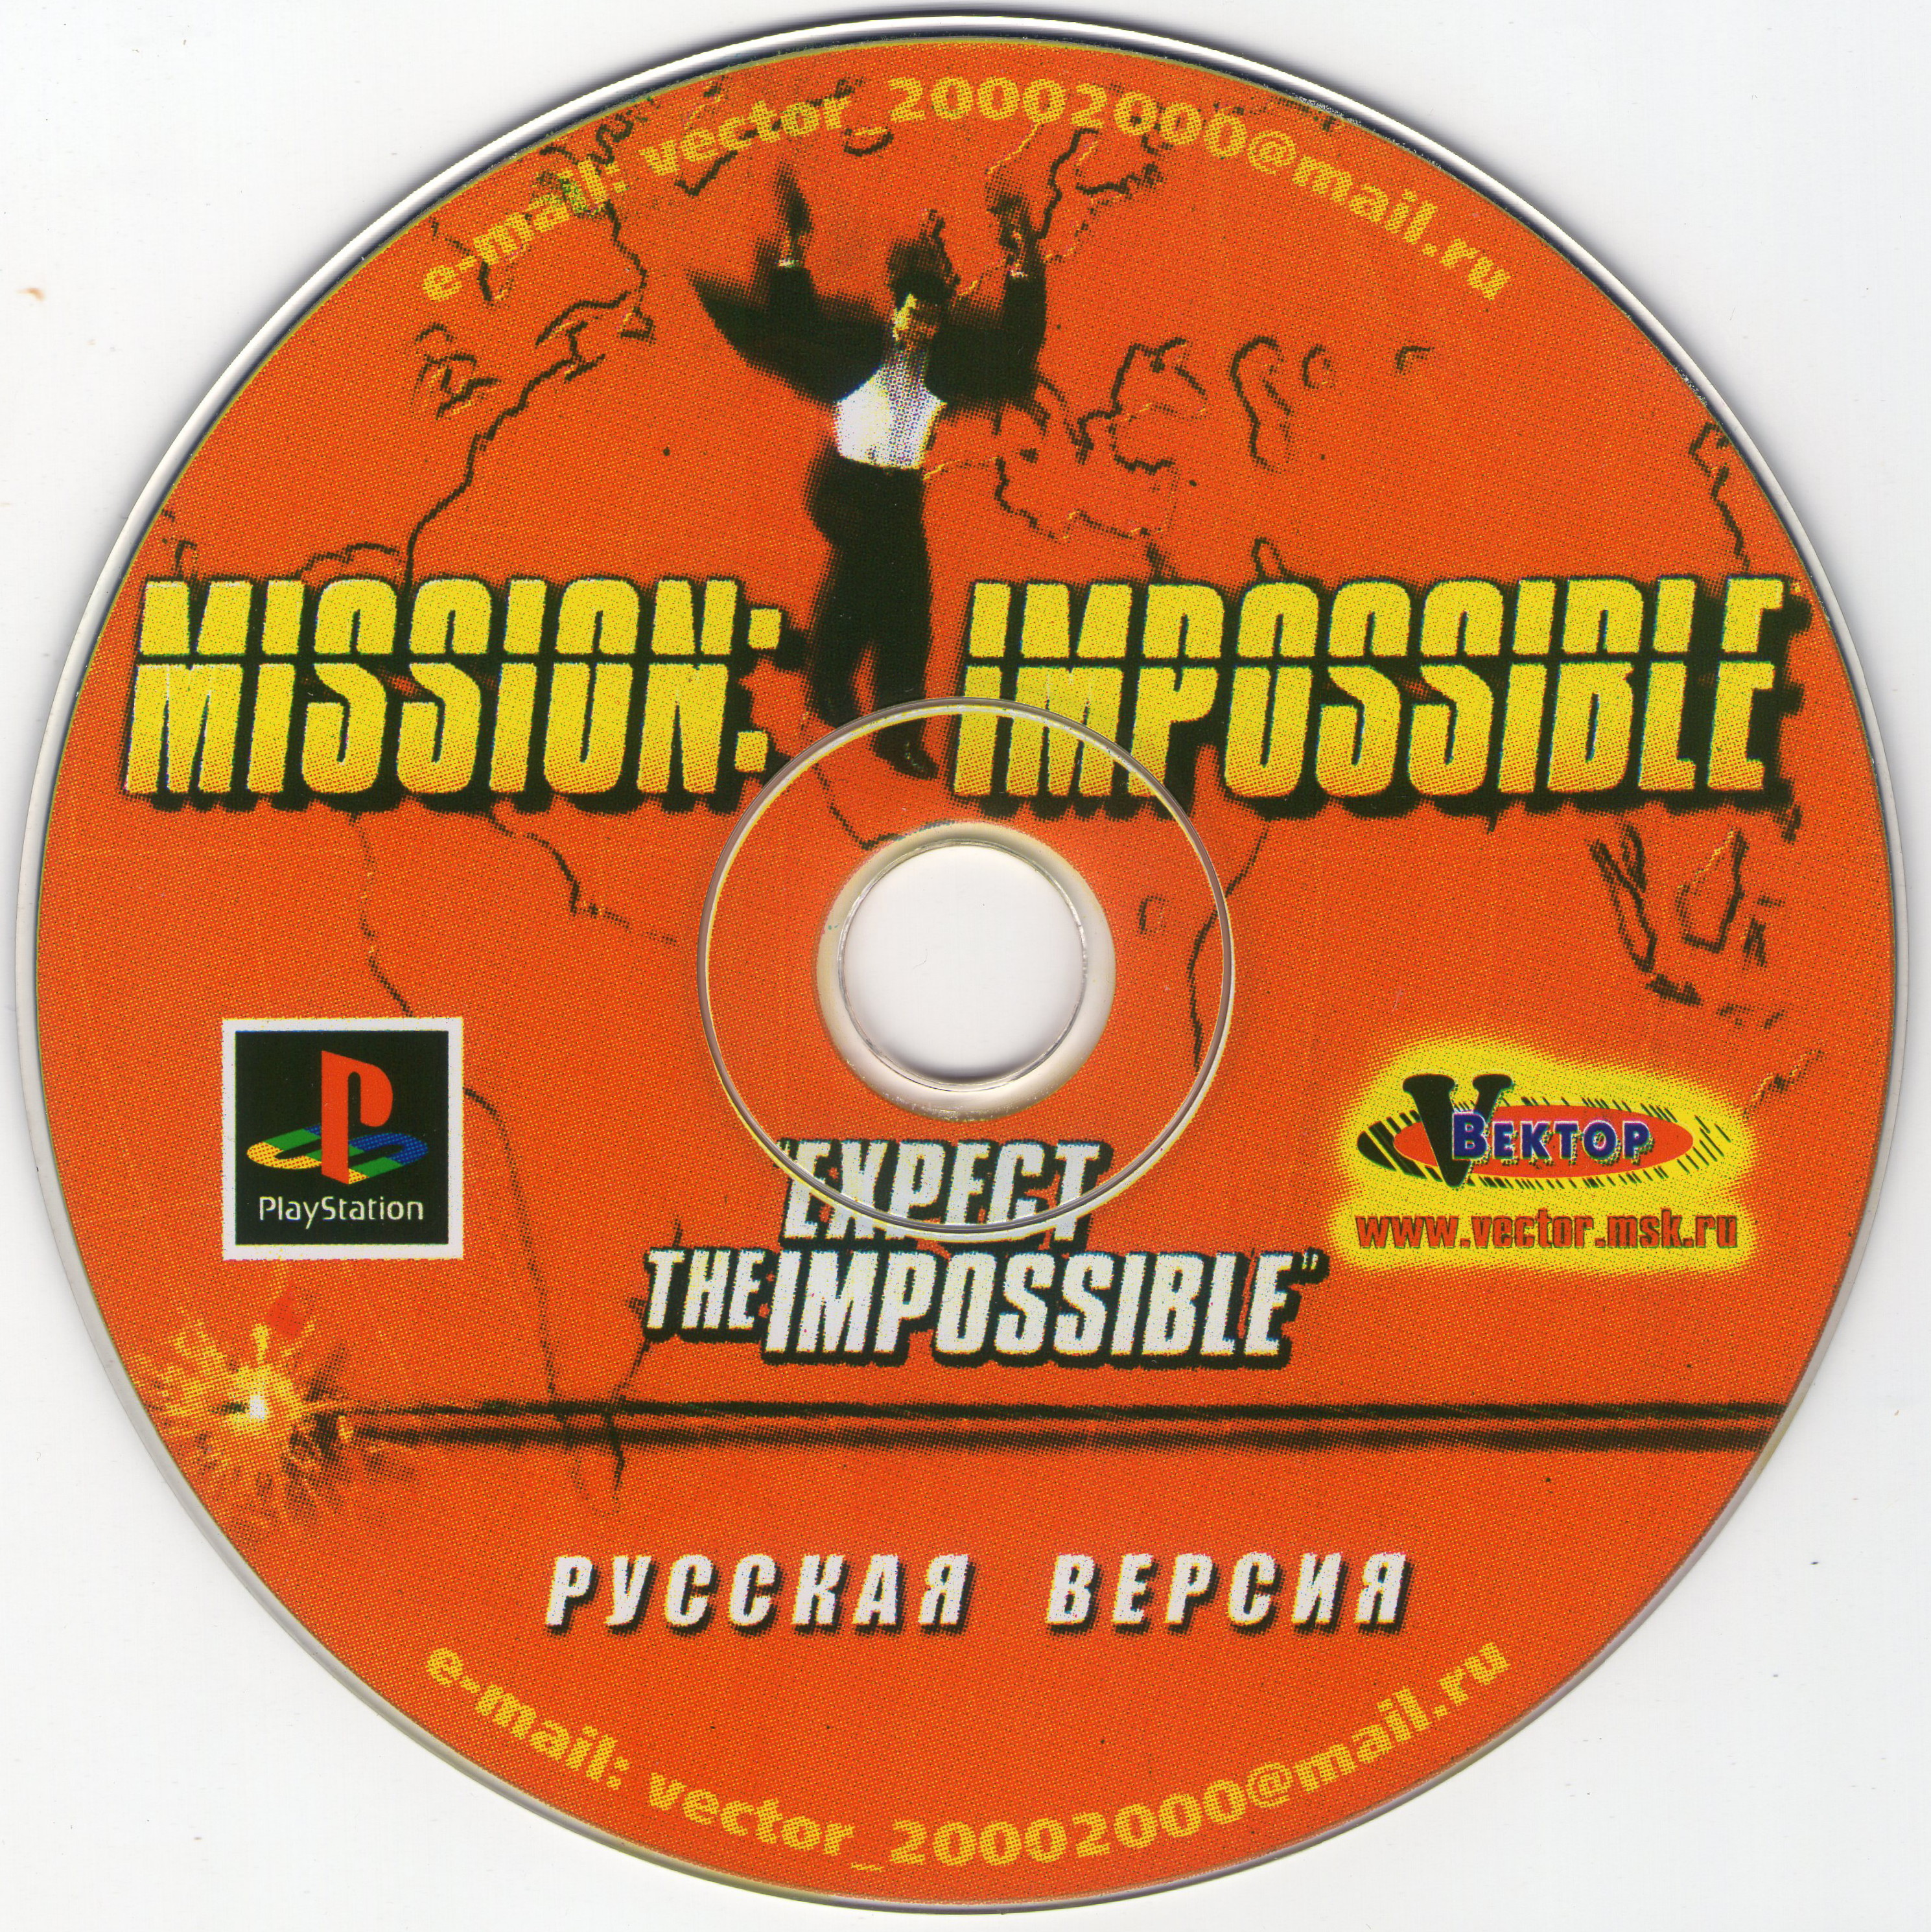 e-mail: vector_20002000@mail.ru
MISSION: IMPOSSIBLE
PlayStation
V ВЕКТОР
www.vector.msk.ru
"EXPECT
THE IMPOSSIBLE"
РУССКАЯ ВЕРСИЯ
e-mail: vector_20002000@mail.ru